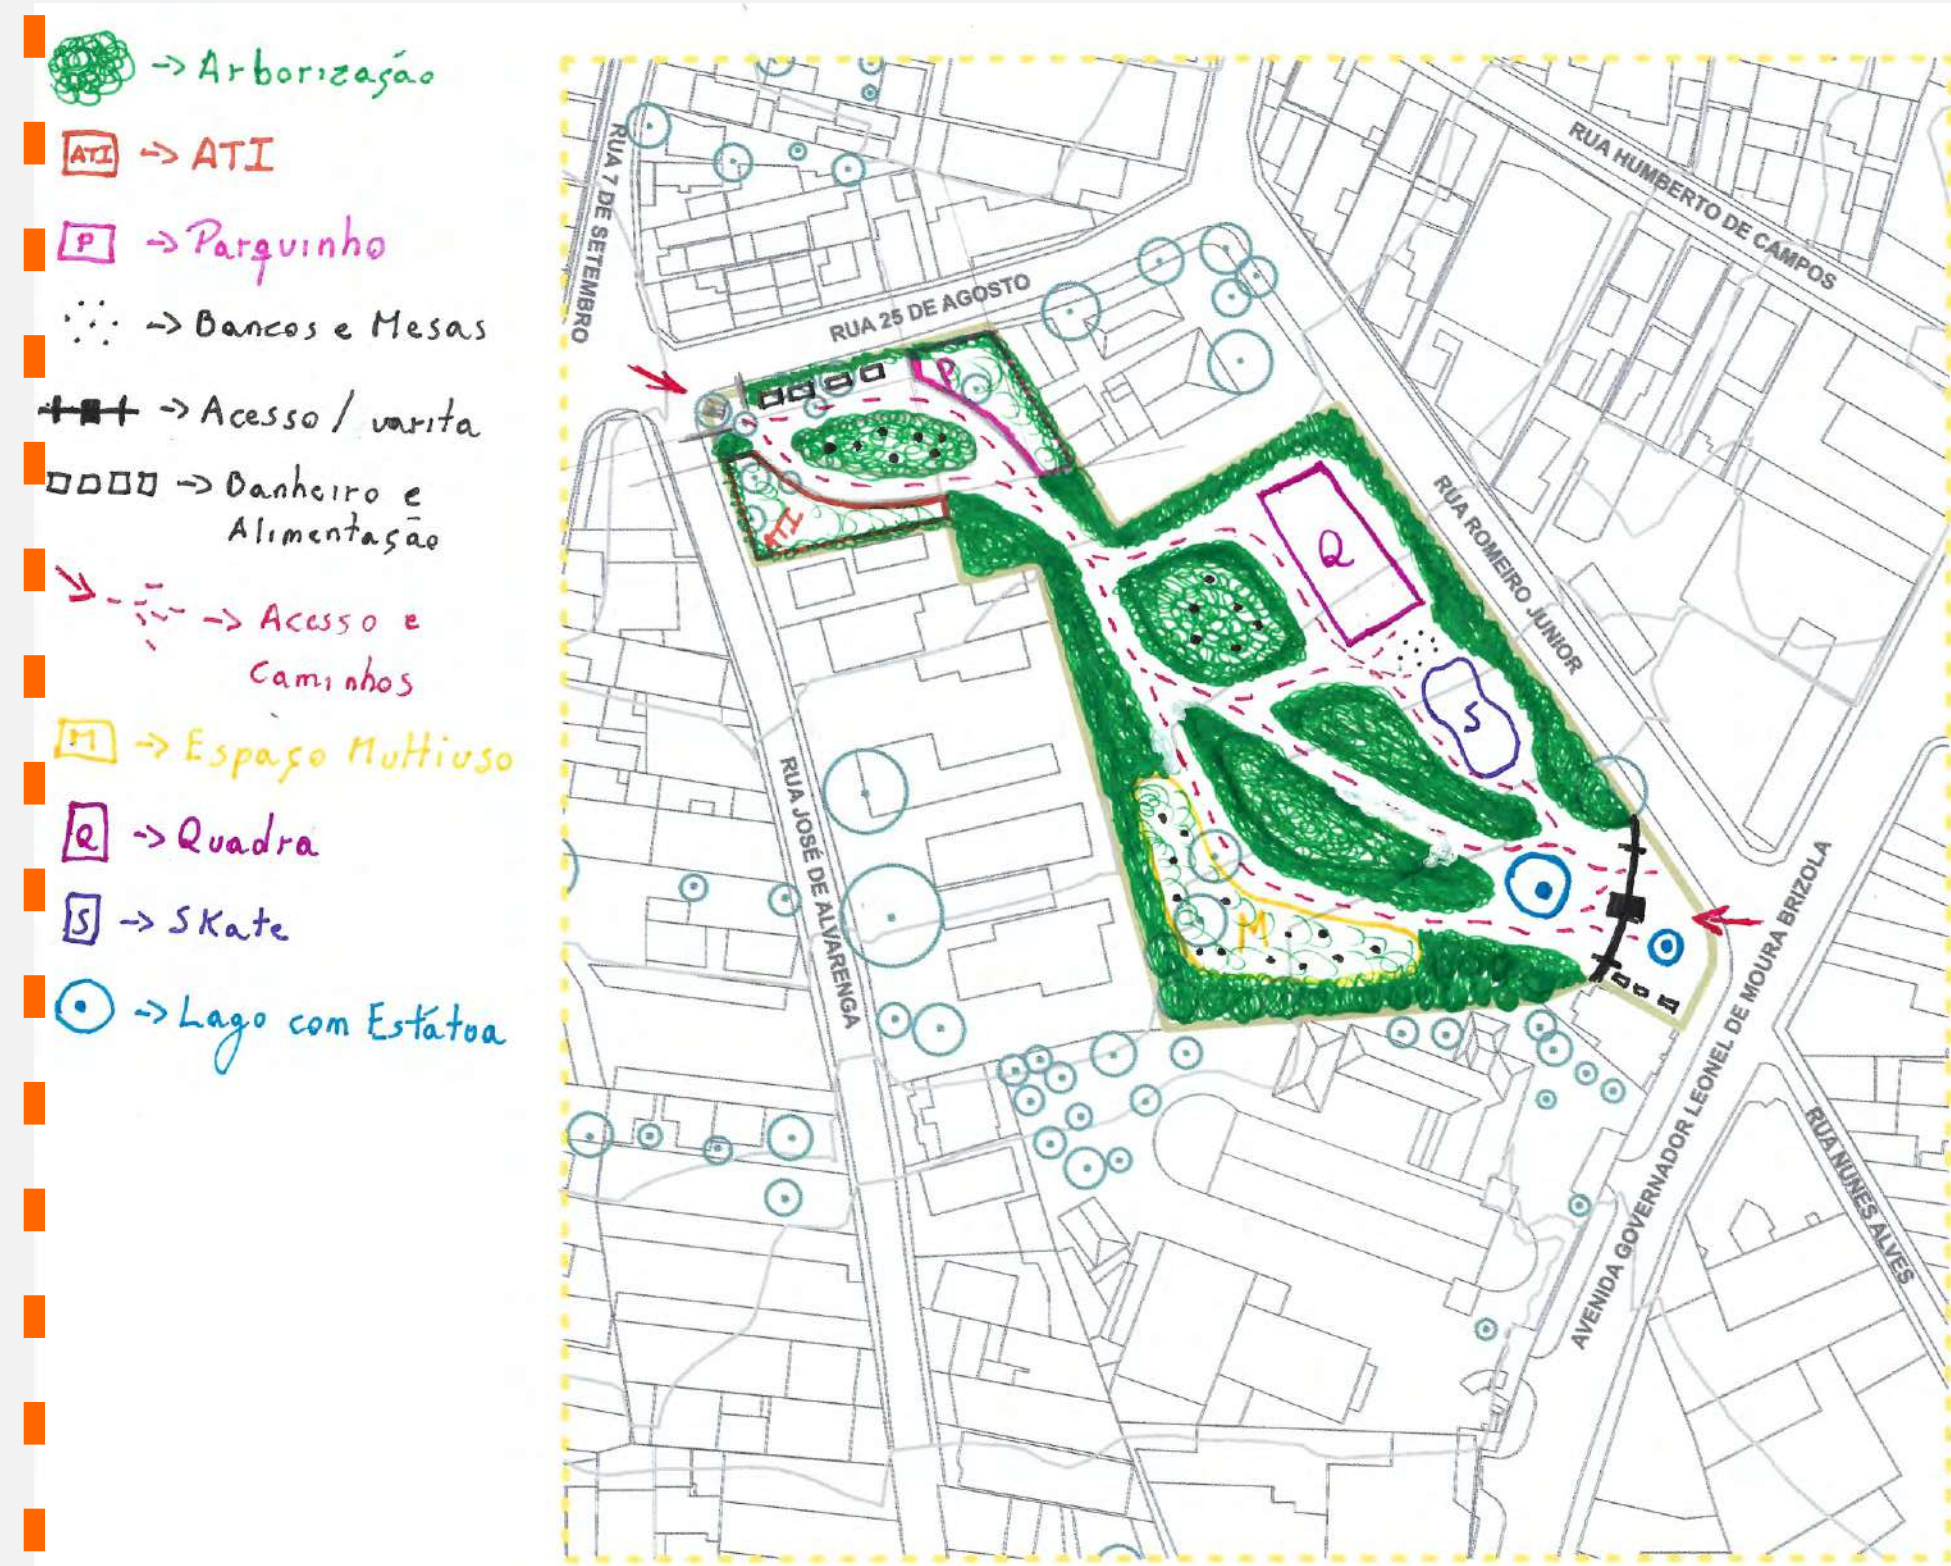 -> Arborização
ATI -> ATI
P -> Parquinho
-> Bancos e Mesas
-> Acesso / varita
-> Banheiro e
Alimentação
-> Acesso e
Caminhos
M -> Espaço Multiuso
Q -> Quadra
S -> Skate
-> Lago com Estátua
RUA 7 DE SETEMBRO
RUA 25 DE AGOSTO
RUA HUMBERTO DE CAMPOS
P
ATI
Q
RUA ROMEIRO JUNIOR
S
M
RUA JOSÉ DE ALVARENGA
AVENIDA GOVERNADOR LEONEL DE MOURA BRIZOLA
RUA NUNES ALVES